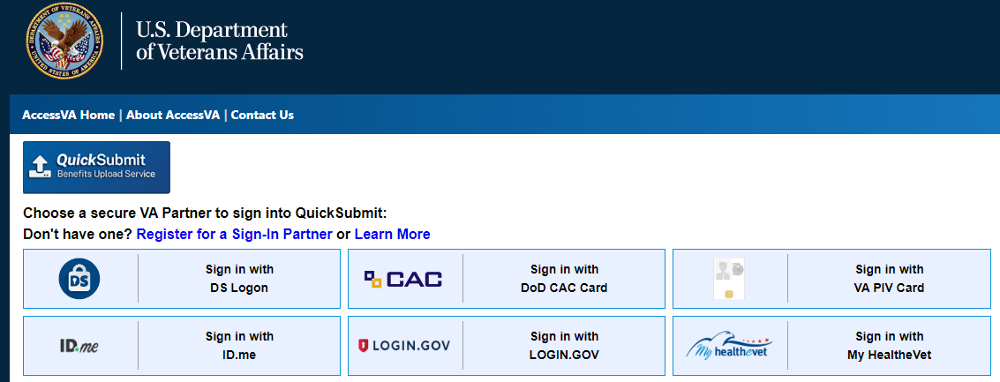 U.S. Department
of Veterans Affairs
DEPARTMENT OF VETERANS AFFAIRS
UNITED STATES OF AMERICA
AccessVA Home | About AccessVA | Contact Us
QuickSubmit
Benefits Upload Service
Choose a secure VA Partner to sign into QuickSubmit:
Don't have one? Register for a Sign-In Partner or Learn More
DS
Sign in with
DS Logon
CAC
Sign in with
DoD CAC Card
Sign in with
VA PIV Card
ID.me
Sign in with
ID.me
LOGIN.GOV
Sign in with
LOGIN.GOV
My healthevet
Sign in with
My HealtheVet